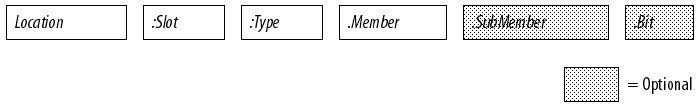 Location :Slot :Type .Member .SubMember .Bit
= Optional